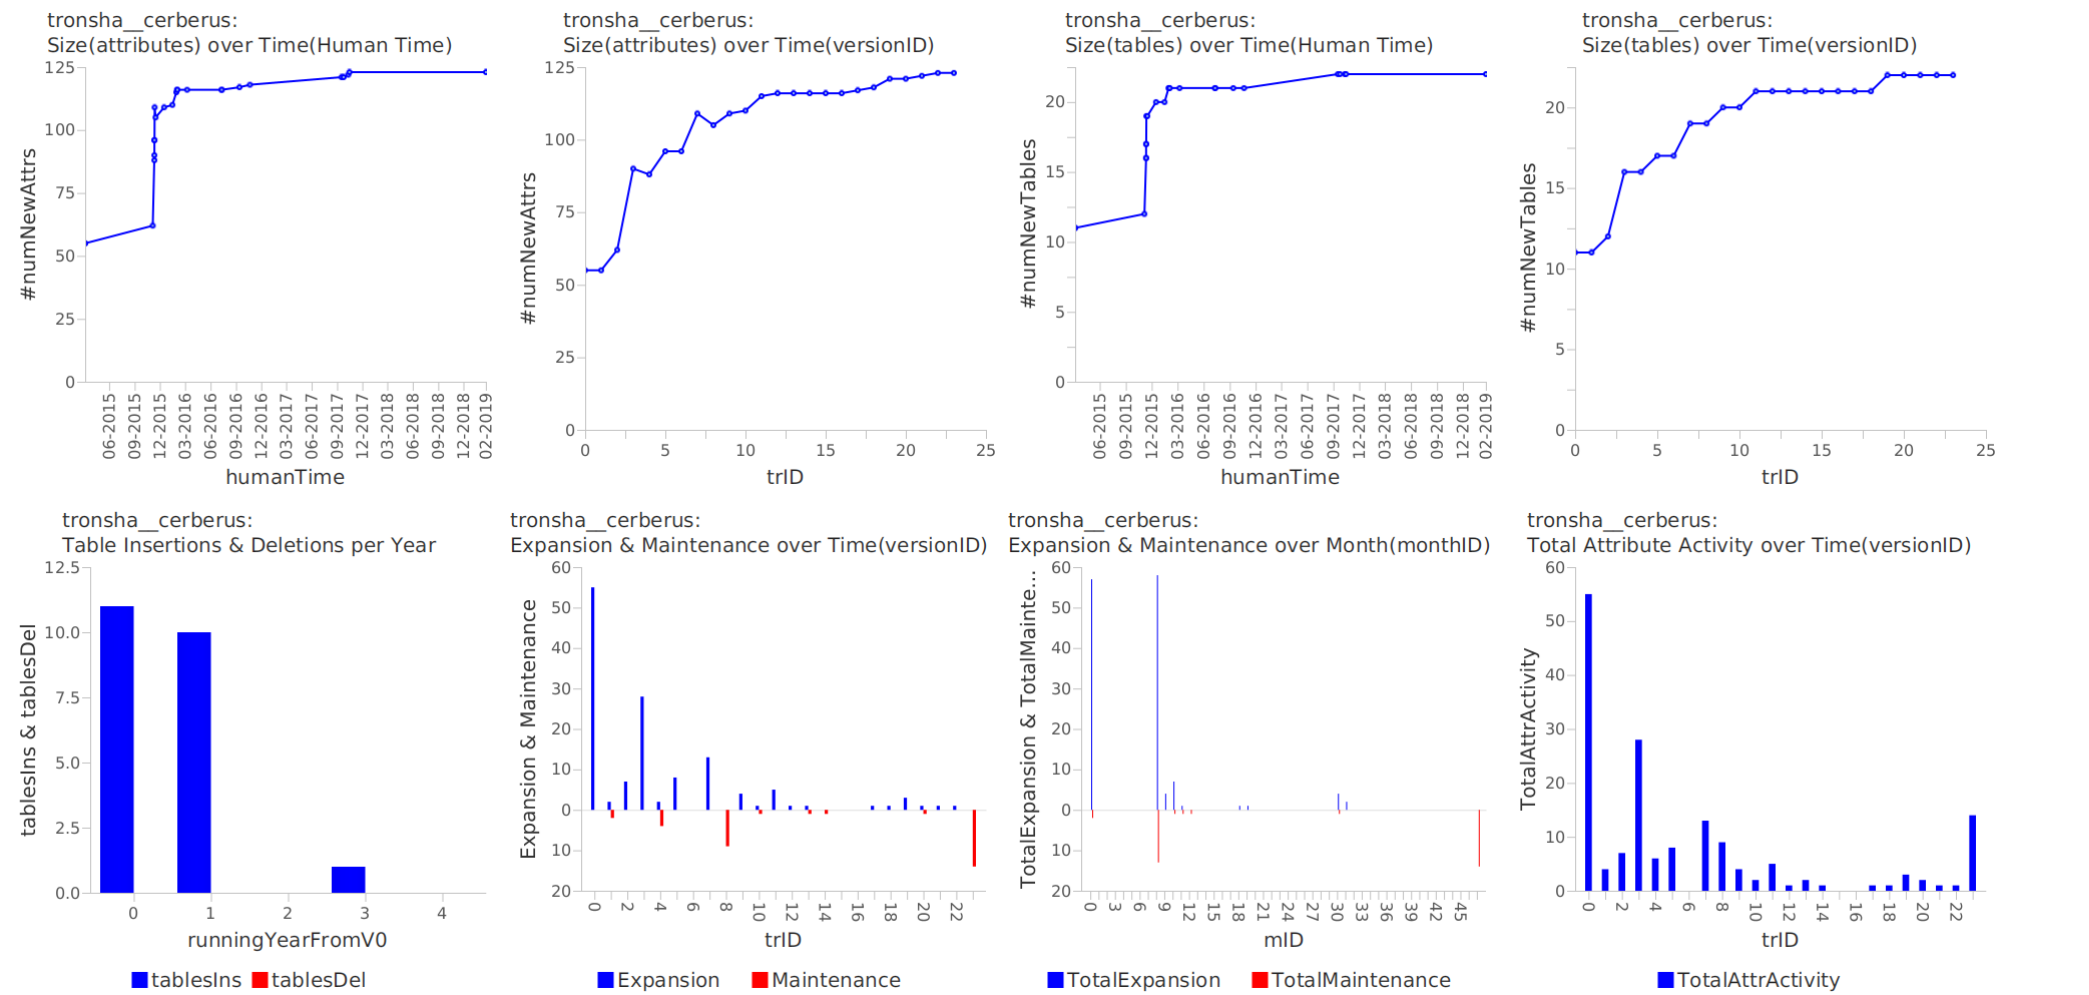 tronsha__cerberus:
Size(attributes) over Time(Human Time)
125
100
75
50
25
0
#numNewAttrs
06-2015
09-2015
12-2015
03-2016
06-2016
09-2016
12-2016
03-2017
06-2017
09-2017
12-2017
03-2018
06-2018
09-2018
12-2018
02-2019
humanTime
tronsha__cerberus:
Size(attributes) over Time(versionID)
125
100
75
50
25
0
#numNewAttrs
0 5 10 15 20 25
trID
tronsha__cerberus:
Size(tables) over Time(Human Time)
20
15
10
5
0
#numNewTables
06-2015
09-2015
12-2015
03-2016
06-2016
09-2016
12-2016
03-2017
06-2017
09-2017
12-2017
03-2018
06-2018
09-2018
12-2018
02-2019
humanTime
tronsha__cerberus:
Size(tables) over Time(versionID)
20
15
10
5
0
#numNewTables
0 5 10 15 20 25
trID
tronsha__cerberus:
Table Insertions & Deletions per Year
12.5
10.0
7.5
5.0
2.5
0.0
tablesIns & tablesDel
0 1 2 3 4
runningYearFromV0
tablesIns tablesDel
tronsha__cerberus:
Expansion & Maintenance over Time(versionID)
60
50
40
30
20
10
0
10
20
Expansion & Maintenance
0 2 4 6 8 10 12 14 16 18 20 22
trID
Expansion Maintenance
tronsha__cerberus:
Expansion & Maintenance over Month(monthID)
60
50
40
30
20
10
0
10
20
TotalExpansion & TotalMainte...
0 3 6 9 12 15 18 21 24 27 30 33 36 39 42 45
mID
TotalExpansion TotalMaintenance
tronsha__cerberus:
Total Attribute Activity over Time(versionID)
60
50
40
30
20
10
0
TotalAttrActivity
0 2 4 6 8 10 12 14 16 18 20 22
trID
TotalAttrActivity